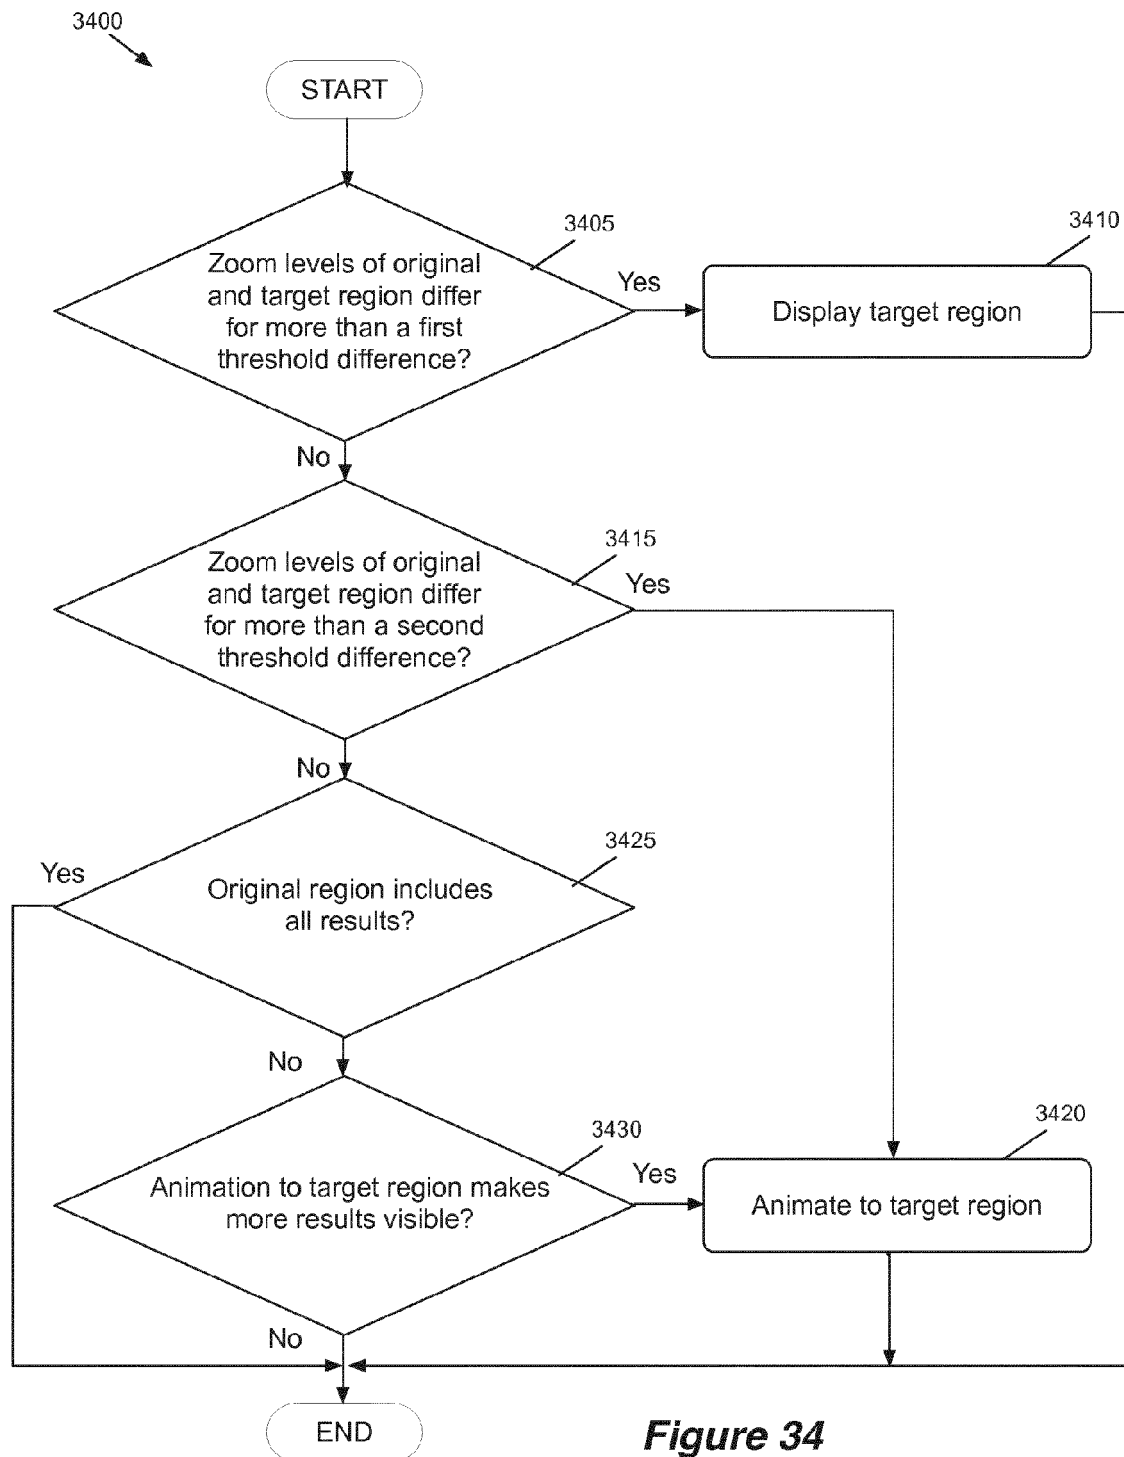 3400
START
3405
Zoom levels of original
and target region differ
for more than a first
threshold difference?
Yes
3410
Display target region
No
3415
Zoom levels of original
and target region differ
for more than a second
threshold difference?
Yes
No
3425
Yes
Original region includes
all results?
No
3430
Animation to target region makes
more results visible?
Yes
3420
Animate to target region
No
END
Figure 34